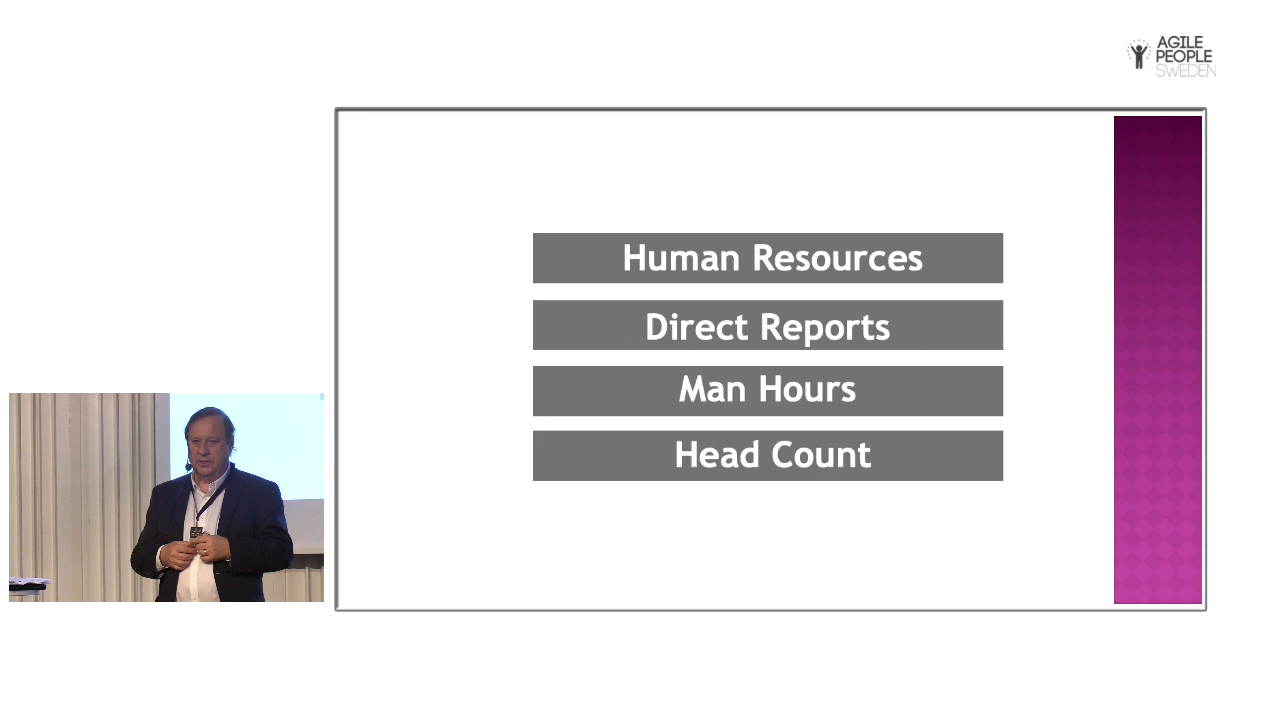 AGILE
PEOPLE
SWEDEN
Human Resources
Direct Reports
Man Hours
Head Count